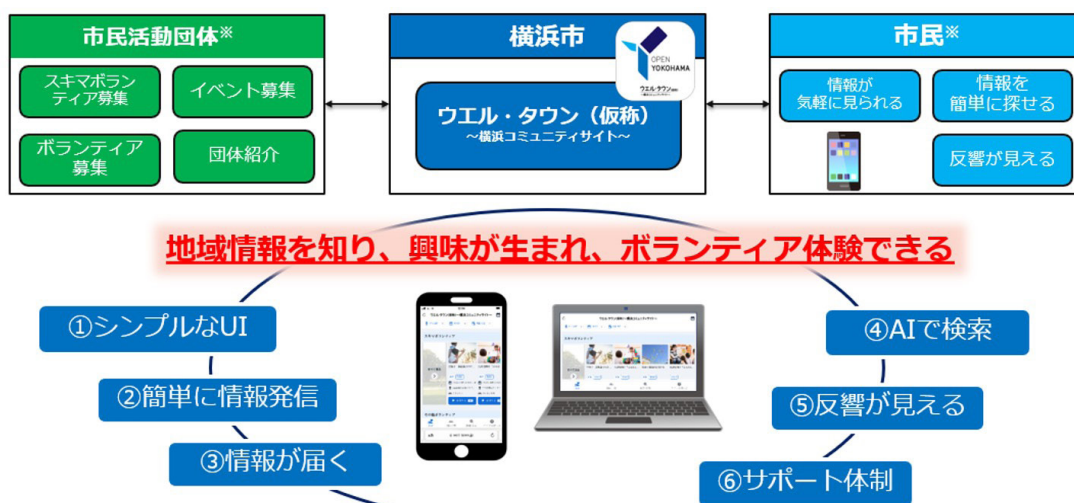 市民活動団体※
スキマボラン
ティア募集
イベント募集
ボランティア
募集
団体紹介
横浜市
OPEN
YOKOHAMA
ウエル・タウン
ウエル・タウン（仮称）
～横浜コミュニティサイト～
市民※
情報が
気軽に見られる
情報を
簡単に探せる
反響が見える
地域情報を知り、興味が生まれ、ボランティア体験できる
①シンプルなUI
②簡単に情報発信
③情報が届く
④AIで検索
⑤反響が見える
⑥サポート体制